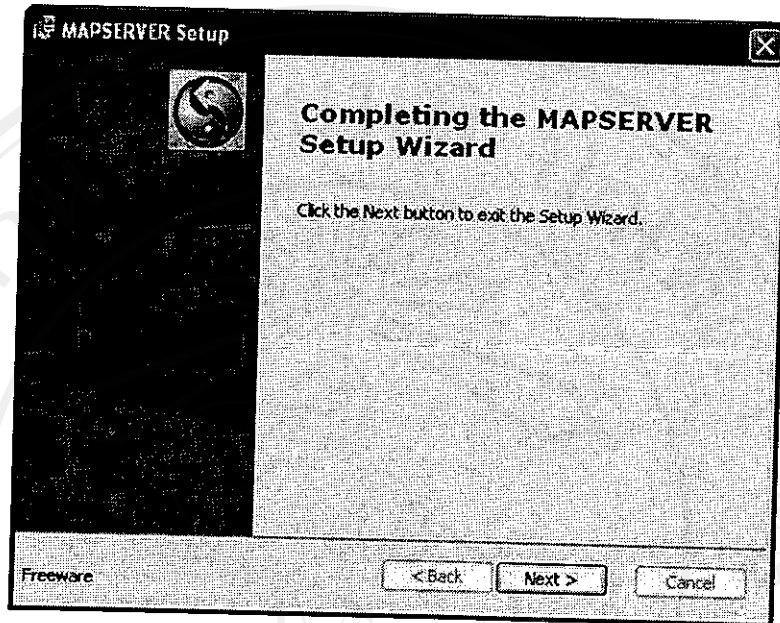 MAPSERVER Setup
Completing the MAPSERVER
Setup Wizard
Click the Next button to exit the Setup Wizard.
Freeware
< Back
Next >
Cancel